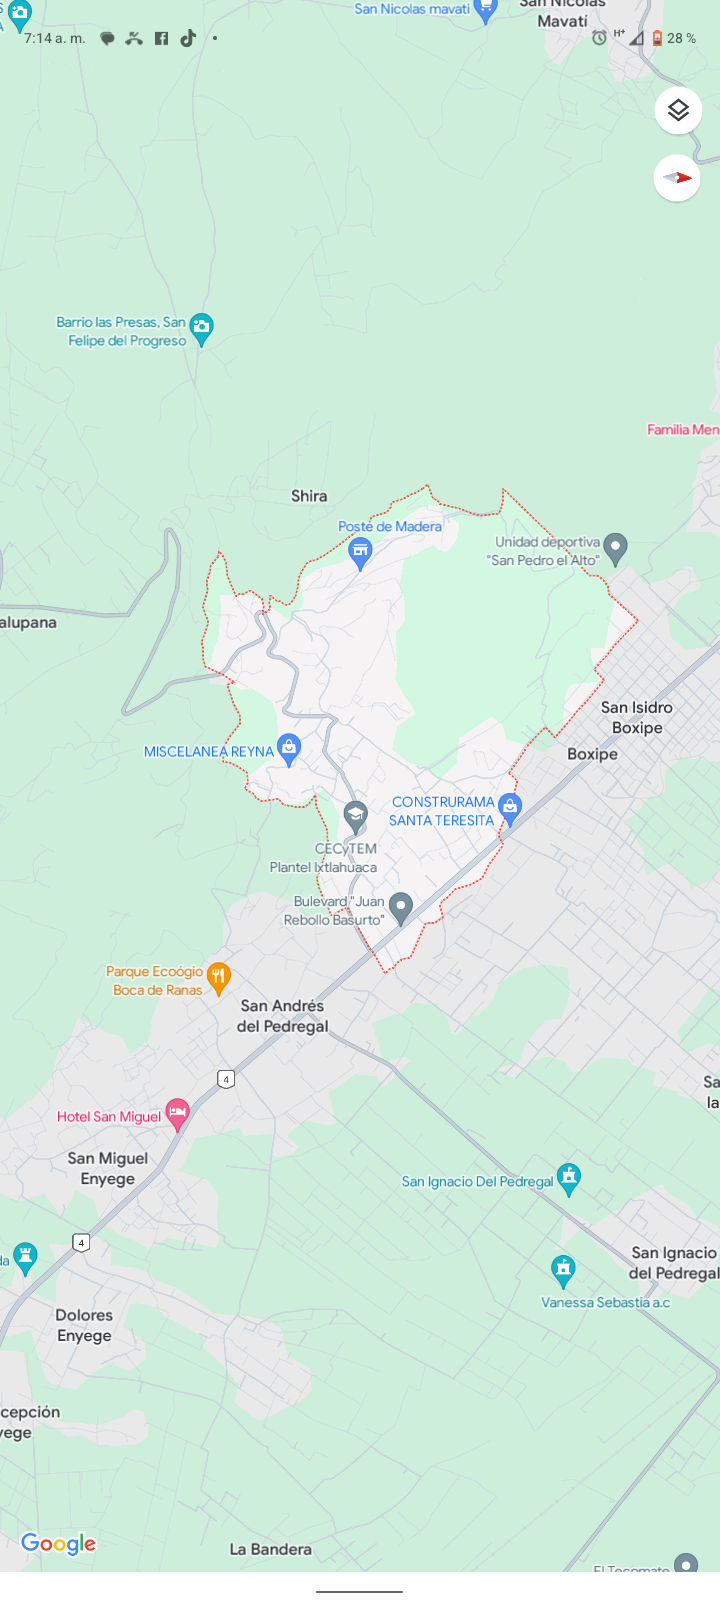 San Nicolas mavati
San Nicolás
Mavatí
7:14 a. m.
H+
28 %
Barrio las Presas, San
Felipe del Progreso
Familia Men
Shira
Poste de Madera
Unidad deportiva
"San Pedro el Alto"
alupana
San Isidro
Boxipe
Boxipe
MISCELANEA REYNA
CONSTRURAMA
SANTA TERESITA
CECyTEM
Plantel Ixtlahuaca
Bulevard "Juan
Rebollo Basurto"
Parque Ecoógio
Boca de Ranas
San Andrés
del Pedregal
4
Sa
la
Hotel San Miguel
San Miguel
Enyege
San Ignacio Del Pedregal
4
da
San Ignacio
del Pedregal
Vanessa Sebastia a.c
Dolores
Enyege
cepción
yege
Google
La Bandera
El Tecomate